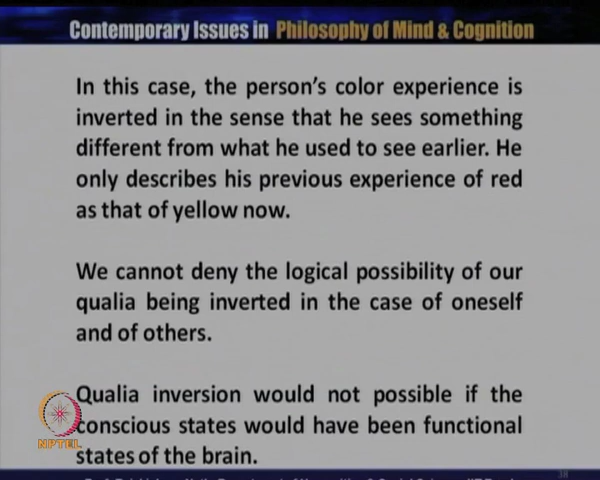 Contemporary Issues in Philosophy of Mind & Cognition
In this case, the person's color experience is
inverted in the sense that he sees something
different from what he used to see earlier. He
only describes his previous experience of red
as that of yellow now.
We cannot deny the logical possibility of our
qualia being inverted in the case of oneself
and of others.
Qualia inversion would not possible if the
conscious states would have been functional
states of the brain.
NPTEL
38